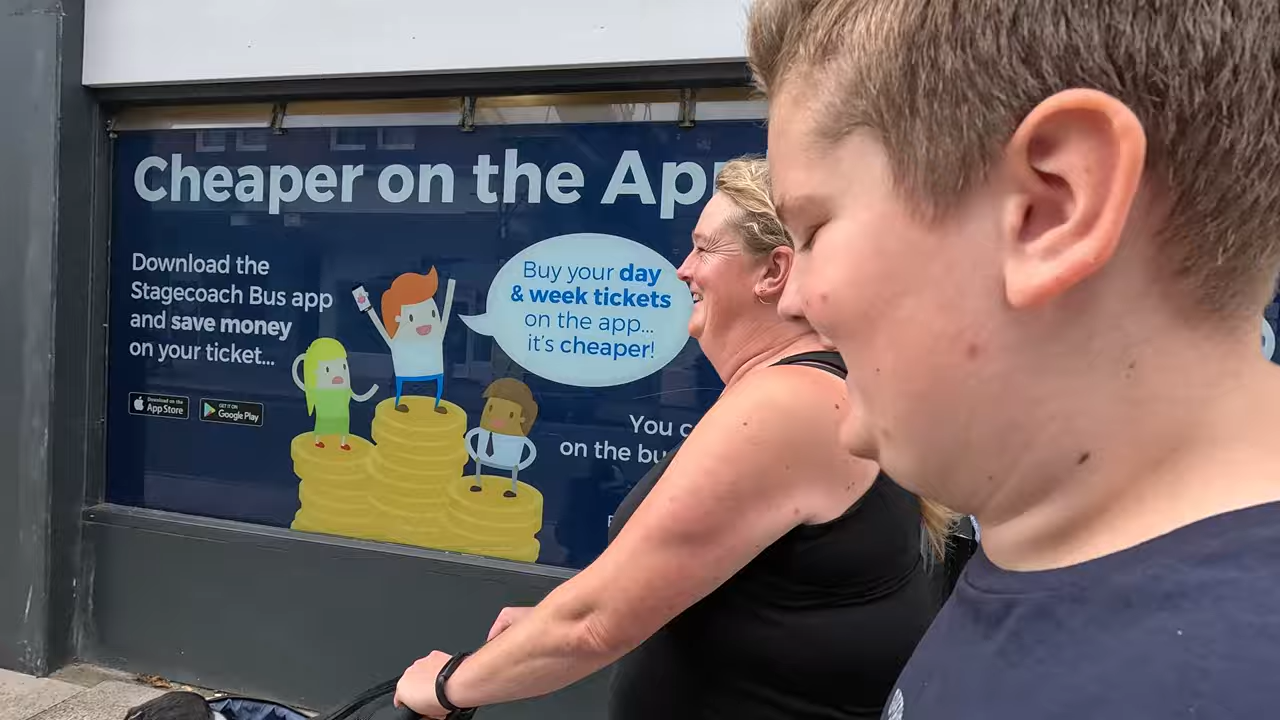 Cheaper on the Ap
Download the
Stagecoach Bus app
and save money
on your ticket...
Download on the
App Store
GET IT ON
Google Play
Buy your day
& week tickets
on the app...
it's cheaper!
You c
on the bu